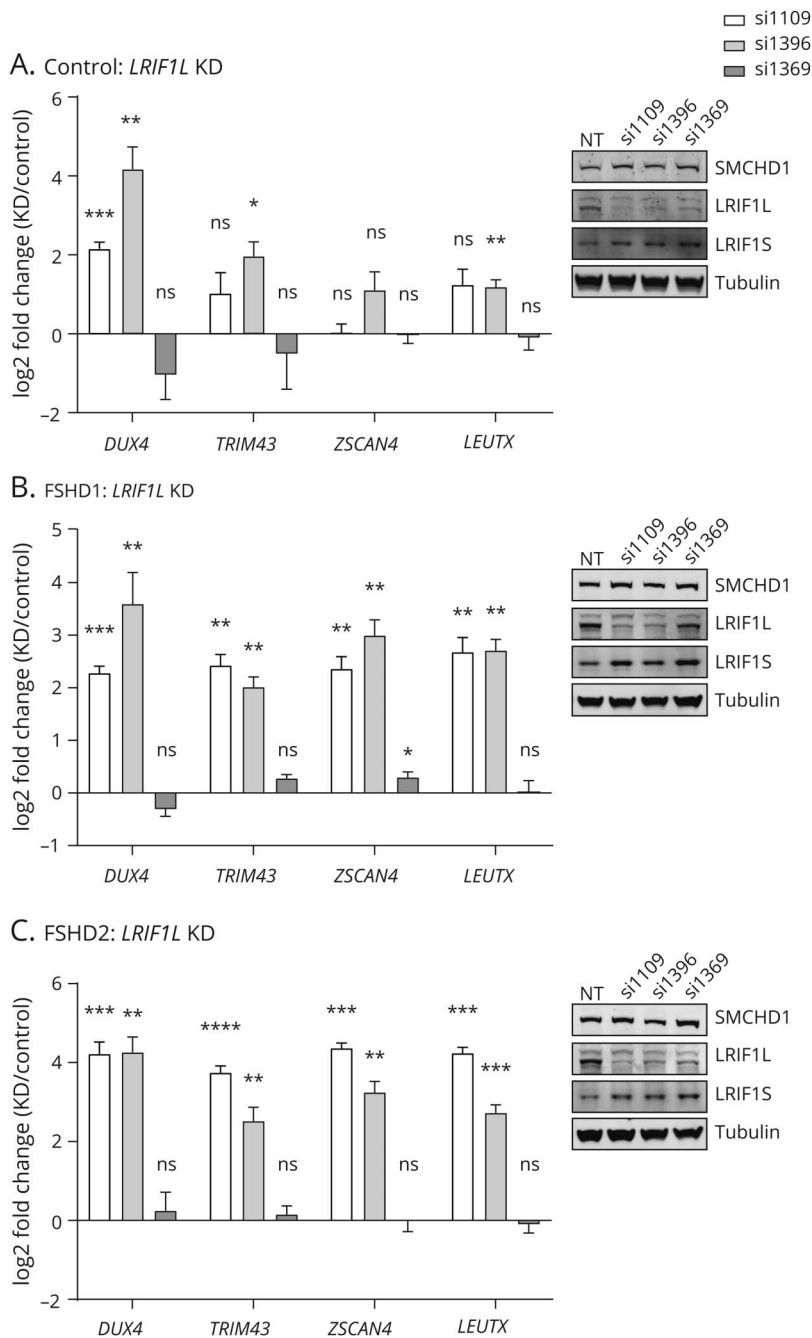 si1109
si1396
si1369
A. Control: LRIF1L KD
log2 fold change (KD/control)
6
4
2
0
–2
*** ** ns
ns * ns
ns ns ns
ns ** ns
DUX4 TRIM43 ZSCAN4 LEUTX
NT si1109 si1396 si1369
SMCHD1
LRIF1L
LRIF1S
Tubulin
B. FSHD1: LRIF1L KD
log2 fold change (KD/control)
5
4
3
2
1
0
–1
*** ** ns
** ** ns
** ** *
** ** ns
DUX4 TRIM43 ZSCAN4 LEUTX
NT si1109 si1396 si1369
SMCHD1
LRIF1L
LRIF1S
Tubulin
C. FSHD2: LRIF1L KD
log2 fold change (KD/control)
6
4
2
0
–2
*** ** ns
**** ** ns
*** ** ns
*** *** ns
DUX4 TRIM43 ZSCAN4 LEUTX
NT si1109 si1396 si1369
SMCHD1
LRIF1L
LRIF1S
Tubulin